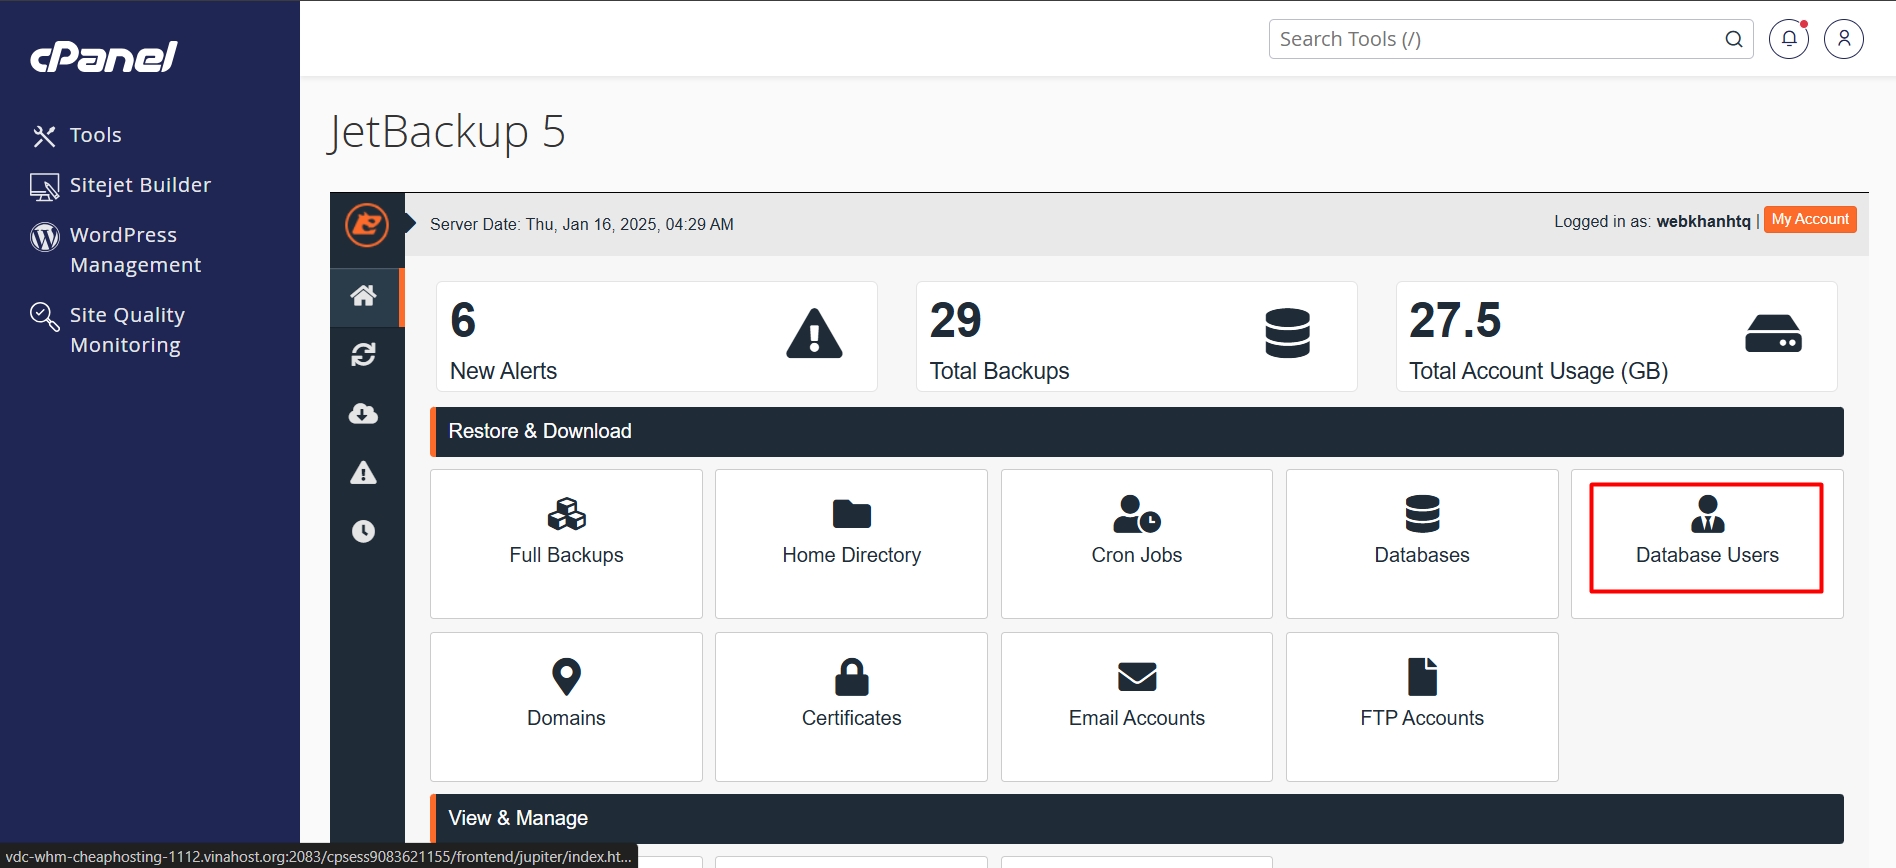 cPanel
Search Tools (/)
Tools
Sitejet Builder
WordPress
Management
Site Quality
Monitoring
JetBackup 5
Server Date: Thu, Jan 16, 2025, 04:29 AM
Logged in as: webkhanhtq | My Account
6
New Alerts
29
Total Backups
27.5
Total Account Usage (GB)
Restore & Download
Full Backups
Home Directory
Cron Jobs
Databases
Database Users
Domains
Certificates
Email Accounts
FTP Accounts
View & Manage
vdc-whm-cheaphosting-1112.vinahost.org:2083/cpsess9083621155/frontend/jupiter/index.ht...